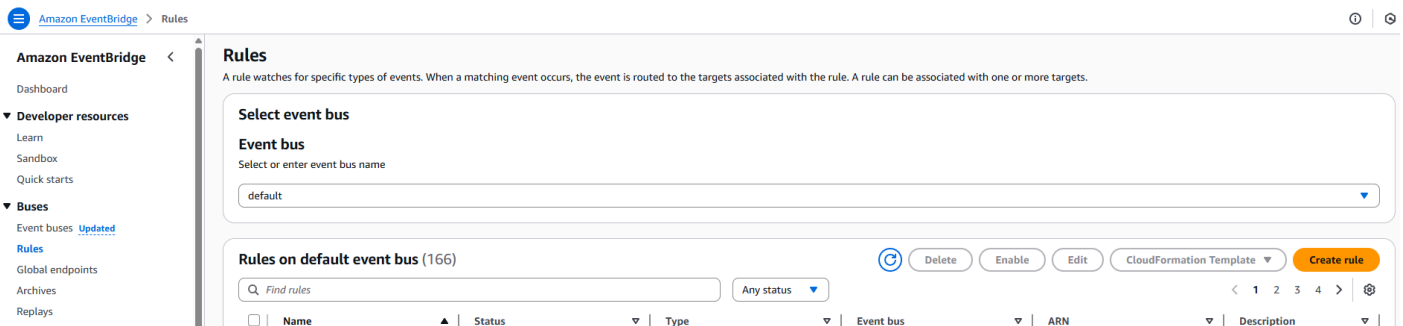 Amazon EventBridge > Rules
Amazon EventBridge
Dashboard
Developer resources
Learn
Sandbox
Quick starts
Buses
Event buses Updated
Rules
Global endpoints
Archives
Replays
Rules
A rule watches for specific types of events. When a matching event occurs, the event is routed to the targets associated with the rule. A rule can be associated with one or more targets.
Select event bus
Event bus
Select or enter event bus name
default
Rules on default event bus (166)
Delete
Enable
Edit
CloudFormation Template
Create rule
Find rules
Any status
1 2 3 4
Name Status Type Event bus ARN Description